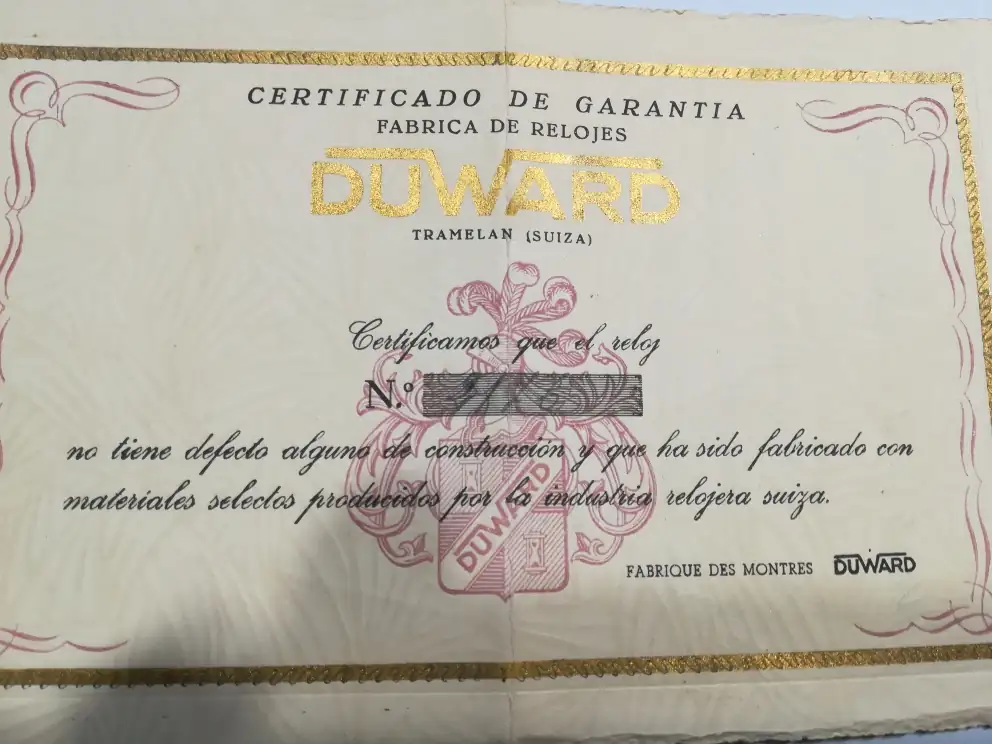 CERTIFICADO DE GARANTIA
FABRICA DE RELOJES
DUWARD
TRAMELAN (SUIZA)
Certificamos que el reloj
N.º
no tiene defecto alguno de construcción y que ha sido fabricado con
materiales selectos producidos por la industria relojera suiza.
DUWARD
FABRIQUE DES MONTRES DUWARD